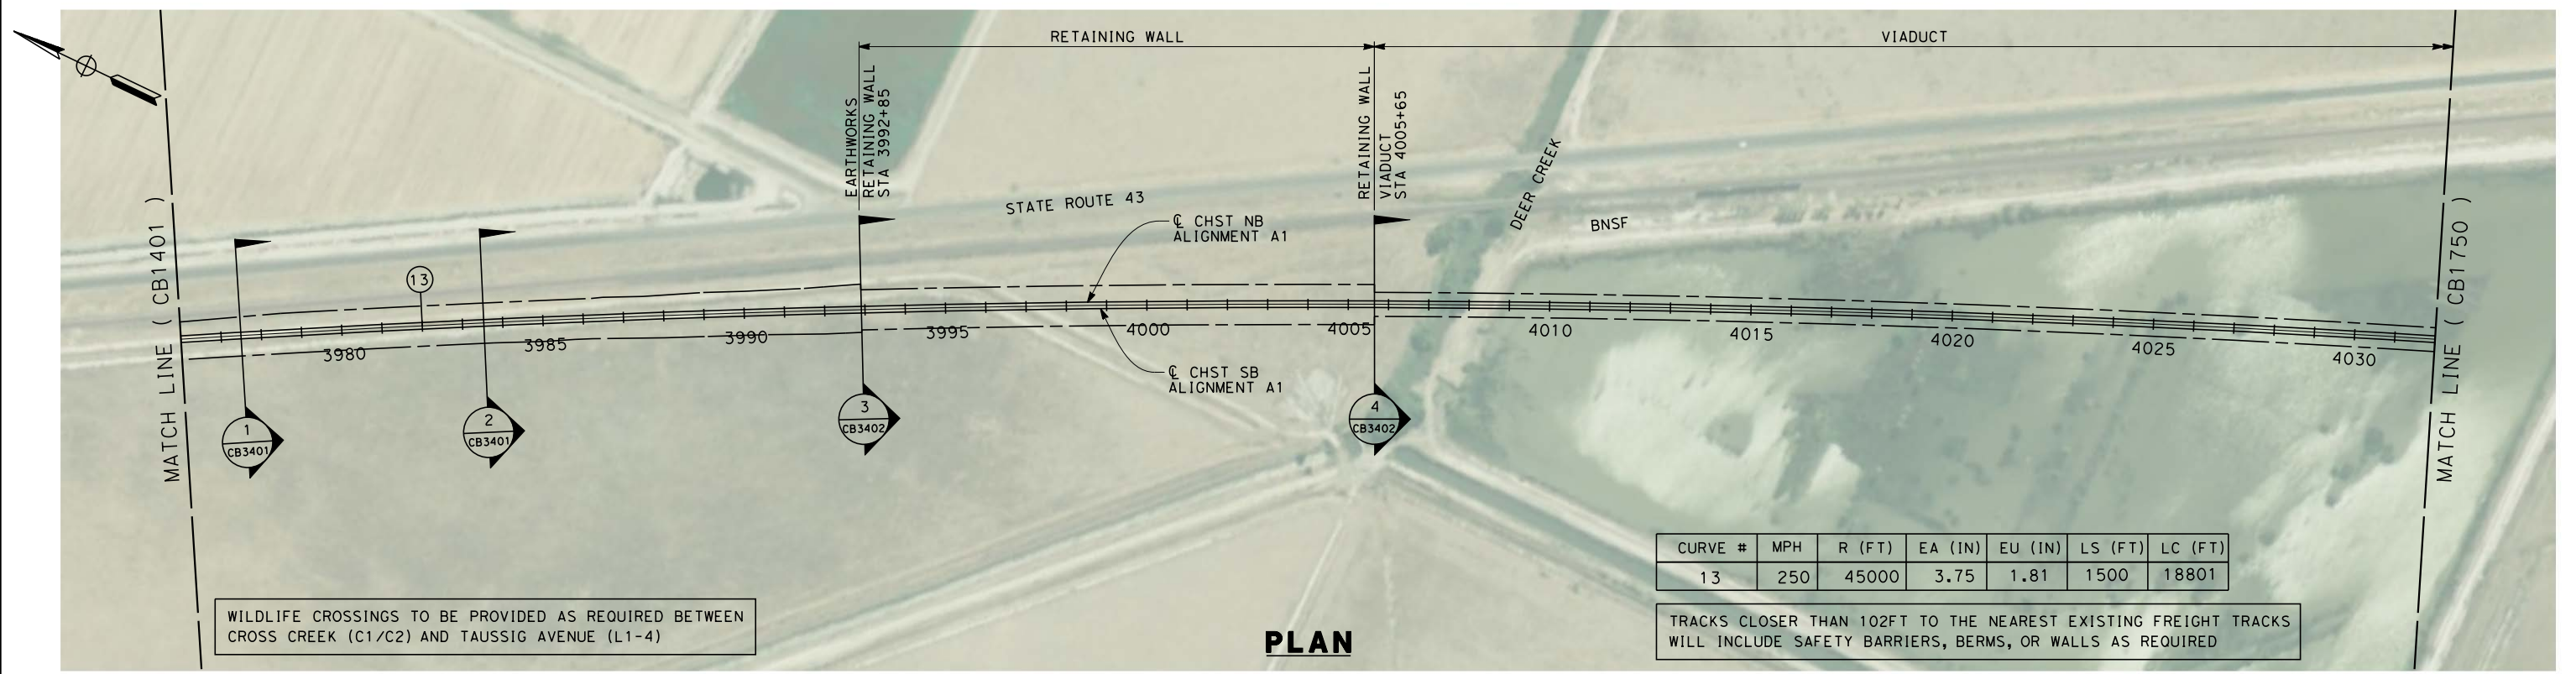 RETAINING WALL
VIADUCT
EARTHWORKS
RETAINING WALL
STA 3992+85
RETAINING WALL
VIADUCT
STA 4005+65
DEER CREEK
STATE ROUTE 43
BNSF
℄ CHST NB
ALIGNMENT A1
13
MATCH LINE ( CB1401 )
MATCH LINE ( CB1750 )
3980
3985
3990
3995
4000
4005
4010
4015
4020
4025
4030
℄ CHST SB
ALIGNMENT A1
1
CB3401
2
CB3401
3
CB3402
4
CB3402
CURVE # MPH R (FT) EA (IN) EU (IN) LS (FT) LC (FT)
13 250 45000 3.75 1.81 1500 18801
WILDLIFE CROSSINGS TO BE PROVIDED AS REQUIRED BETWEEN
CROSS CREEK (C1/C2) AND TAUSSIG AVENUE (L1-4)
PLAN
TRACKS CLOSER THAN 102FT TO THE NEAREST EXISTING FREIGHT TRACKS
WILL INCLUDE SAFETY BARRIERS, BERMS, OR WALLS AS REQUIRED